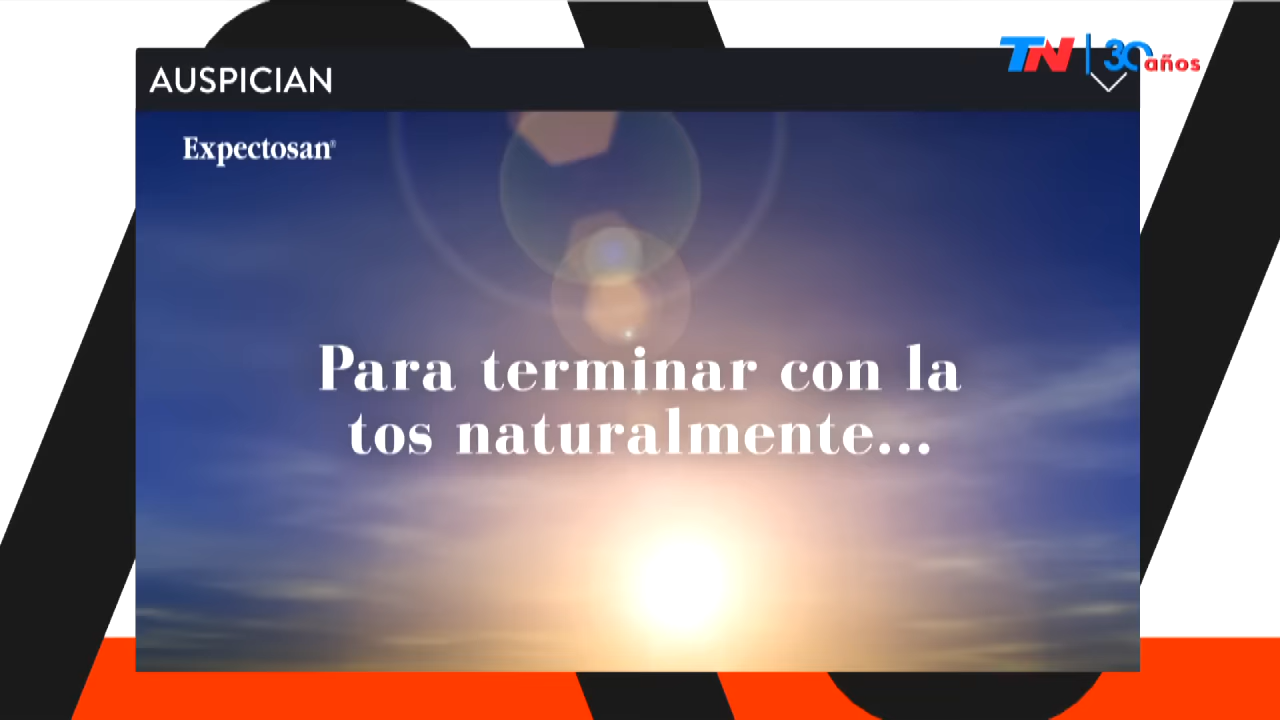 AUSPICIAN
TN | 30 años
Expectosan®
Para terminar con la
tos naturalmente...